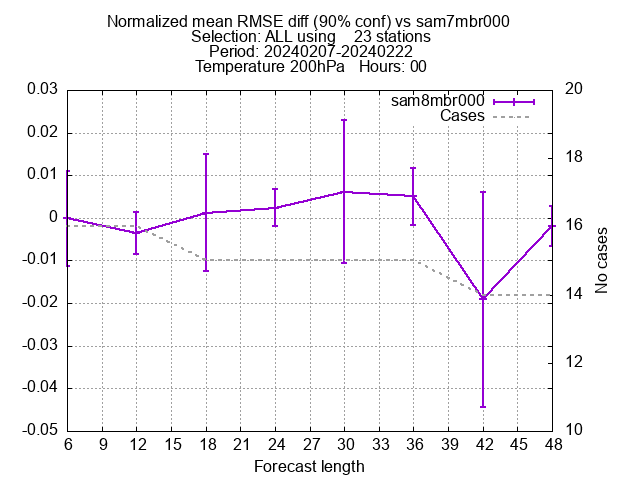 Normalized mean RMSE diff (90% conf) vs sam7mbr000
Selection: ALL using    23 stations
Period: 20240207-20240222
Temperature 200hPa   Hours: 00
sam8mbr000
Cases
0.03
0.02
0.01
0
-0.01
-0.02
-0.03
-0.04
-0.05
20
18
16
14
12
10
No cases
6 9 12 15 18 21 24 27 30 33 36 39 42 45 48
Forecast length